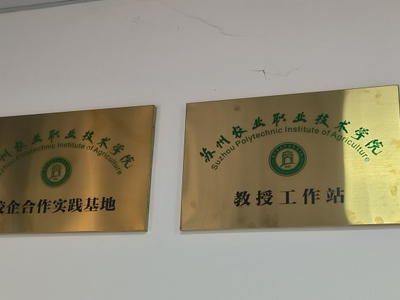 州农业职业技术学院
Suzhou Polytechnic Institute of Agriculture
校企合作实践基地
苏州农业职业技术学院
Suzhou Polytechnic Institute of Agriculture
教授工作站